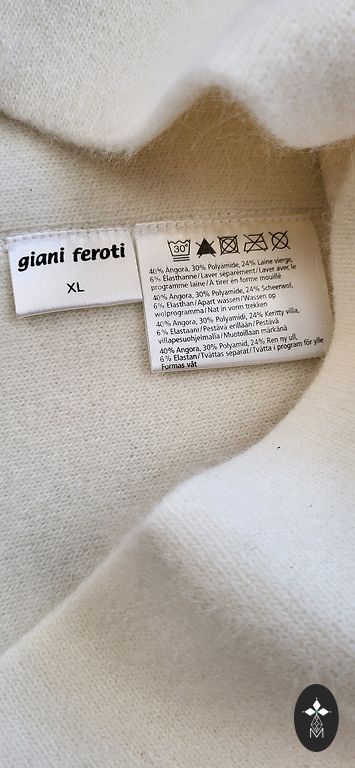 giani feroti
XL
30°
40% Angora, 30% Polyamide, 24% Laine vierge,
6% Élasthanne / Laver séparément / Laver avec le
programme laine / A tirer en forme mouillé
40% Angora, 30% Polyamide, 24% Scheerwol,
6% Elasthan / Apart wassen / Wassen op
wolprogramma / Nat in vorm trekken
40% Angora, 30% Polyamidi, 24% Keritty villa,
6% Elastaani / Pestävä erillään / Pestävä
villapesuohjelmalla / Muotoillaan märkänä
40% Angora, 30% Polyamid, 24% Ren ny ull,
6% Elastan / Tvättas separat / Tvätta i program för ylle
Formas våt
M